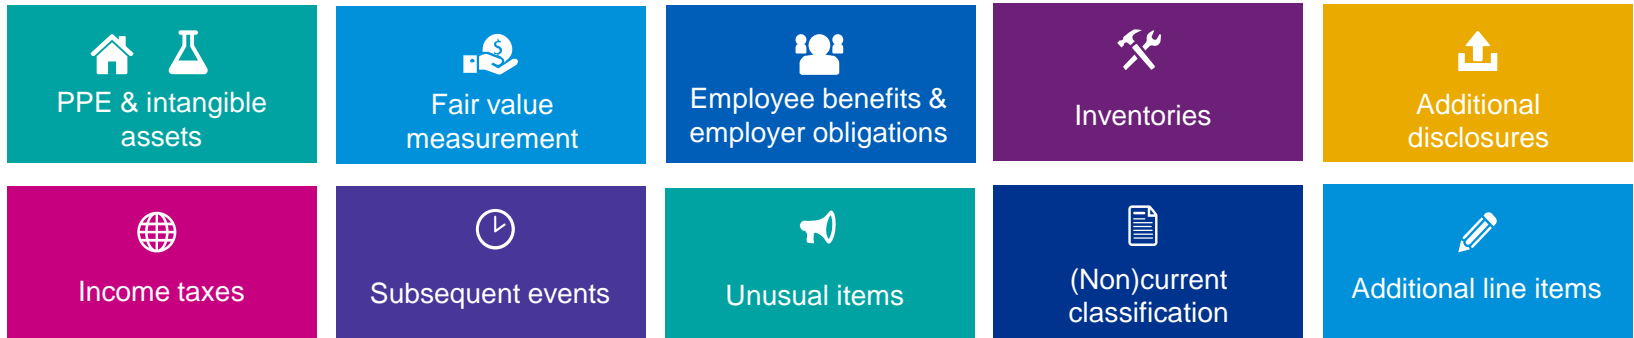 PPE & intangible
assets
Fair value
measurement
Employee benefits &
employer obligations
Inventories
Additional
disclosures
Income taxes
Subsequent events
Unusual items
(Non)current
classification
Additional line items